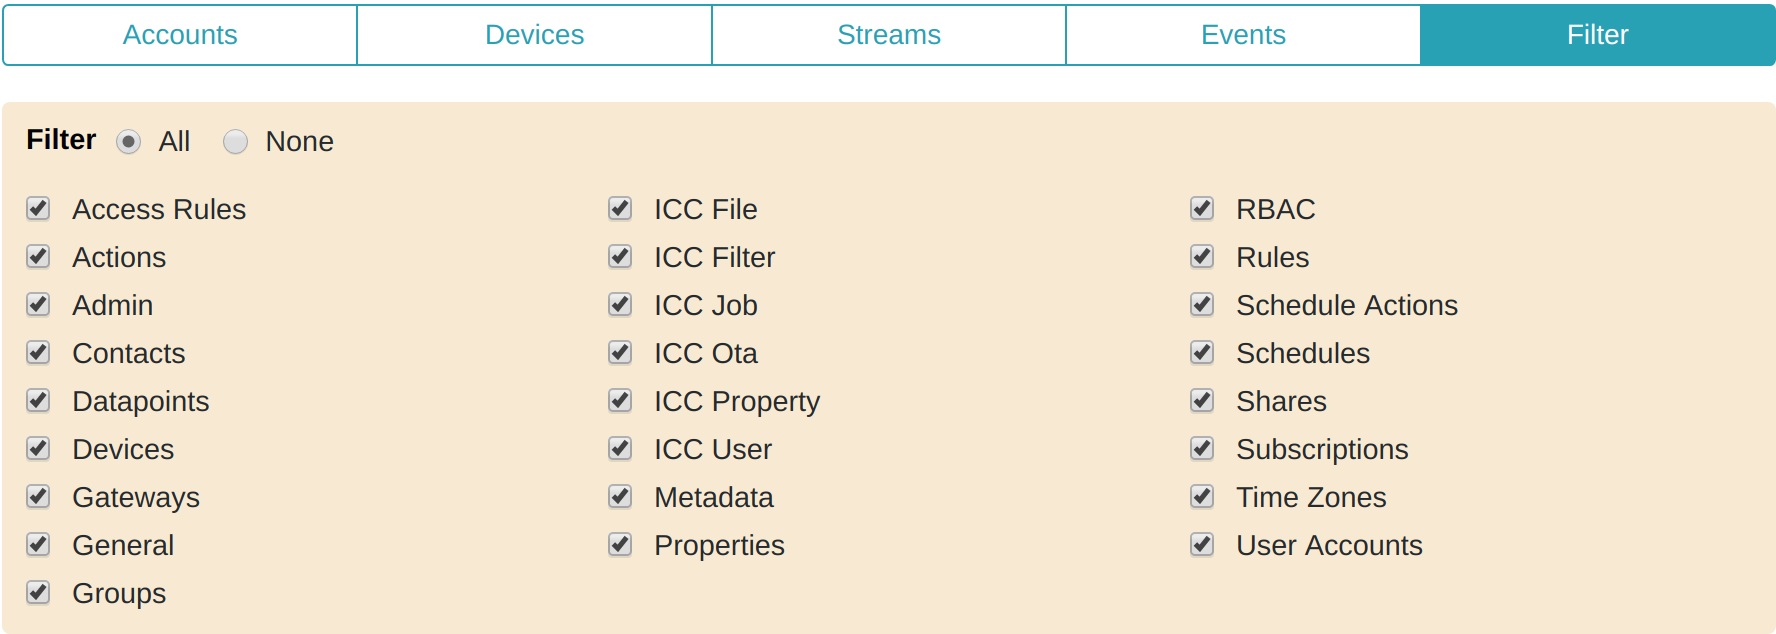 Accounts Devices Streams Events Filter
Filter All None
Access Rules ICC File RBAC
Actions ICC Filter Rules
Admin ICC Job Schedule Actions
Contacts ICC Ota Schedules
Datapoints ICC Property Shares
Devices ICC User Subscriptions
Gateways Metadata Time Zones
General Properties User Accounts
Groups